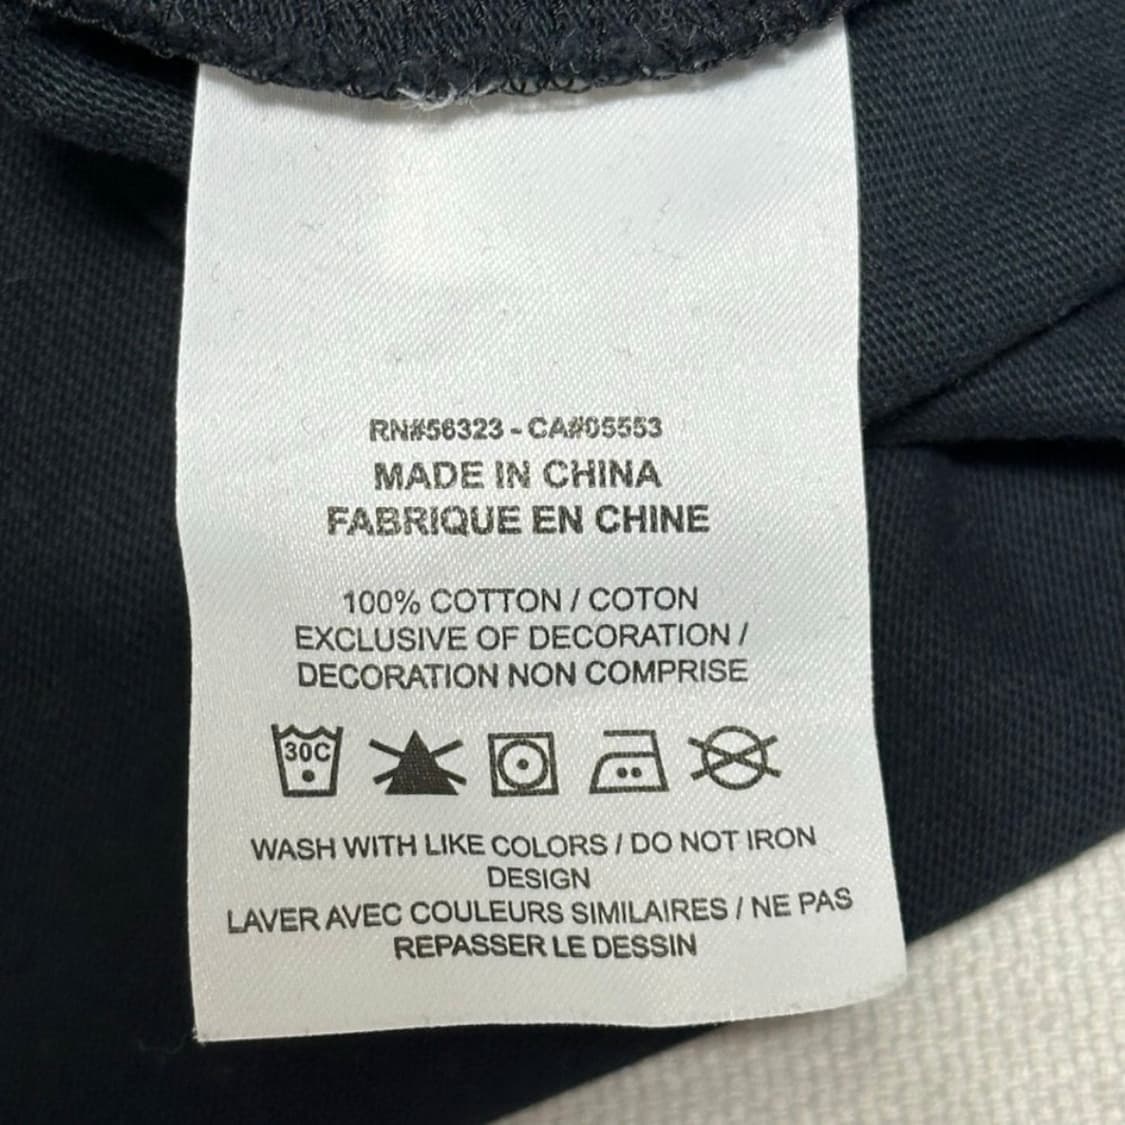 RN#56323 - CA#05553
MADE IN CHINA
FABRIQUE EN CHINE
100% COTTON / COTON
EXCLUSIVE OF DECORATION /
DECORATION NON COMPRISE
30C
WASH WITH LIKE COLORS / DO NOT IRON
DESIGN
LAVER AVEC COULEURS SIMILAIRES / NE PAS
REPASSER LE DESSIN